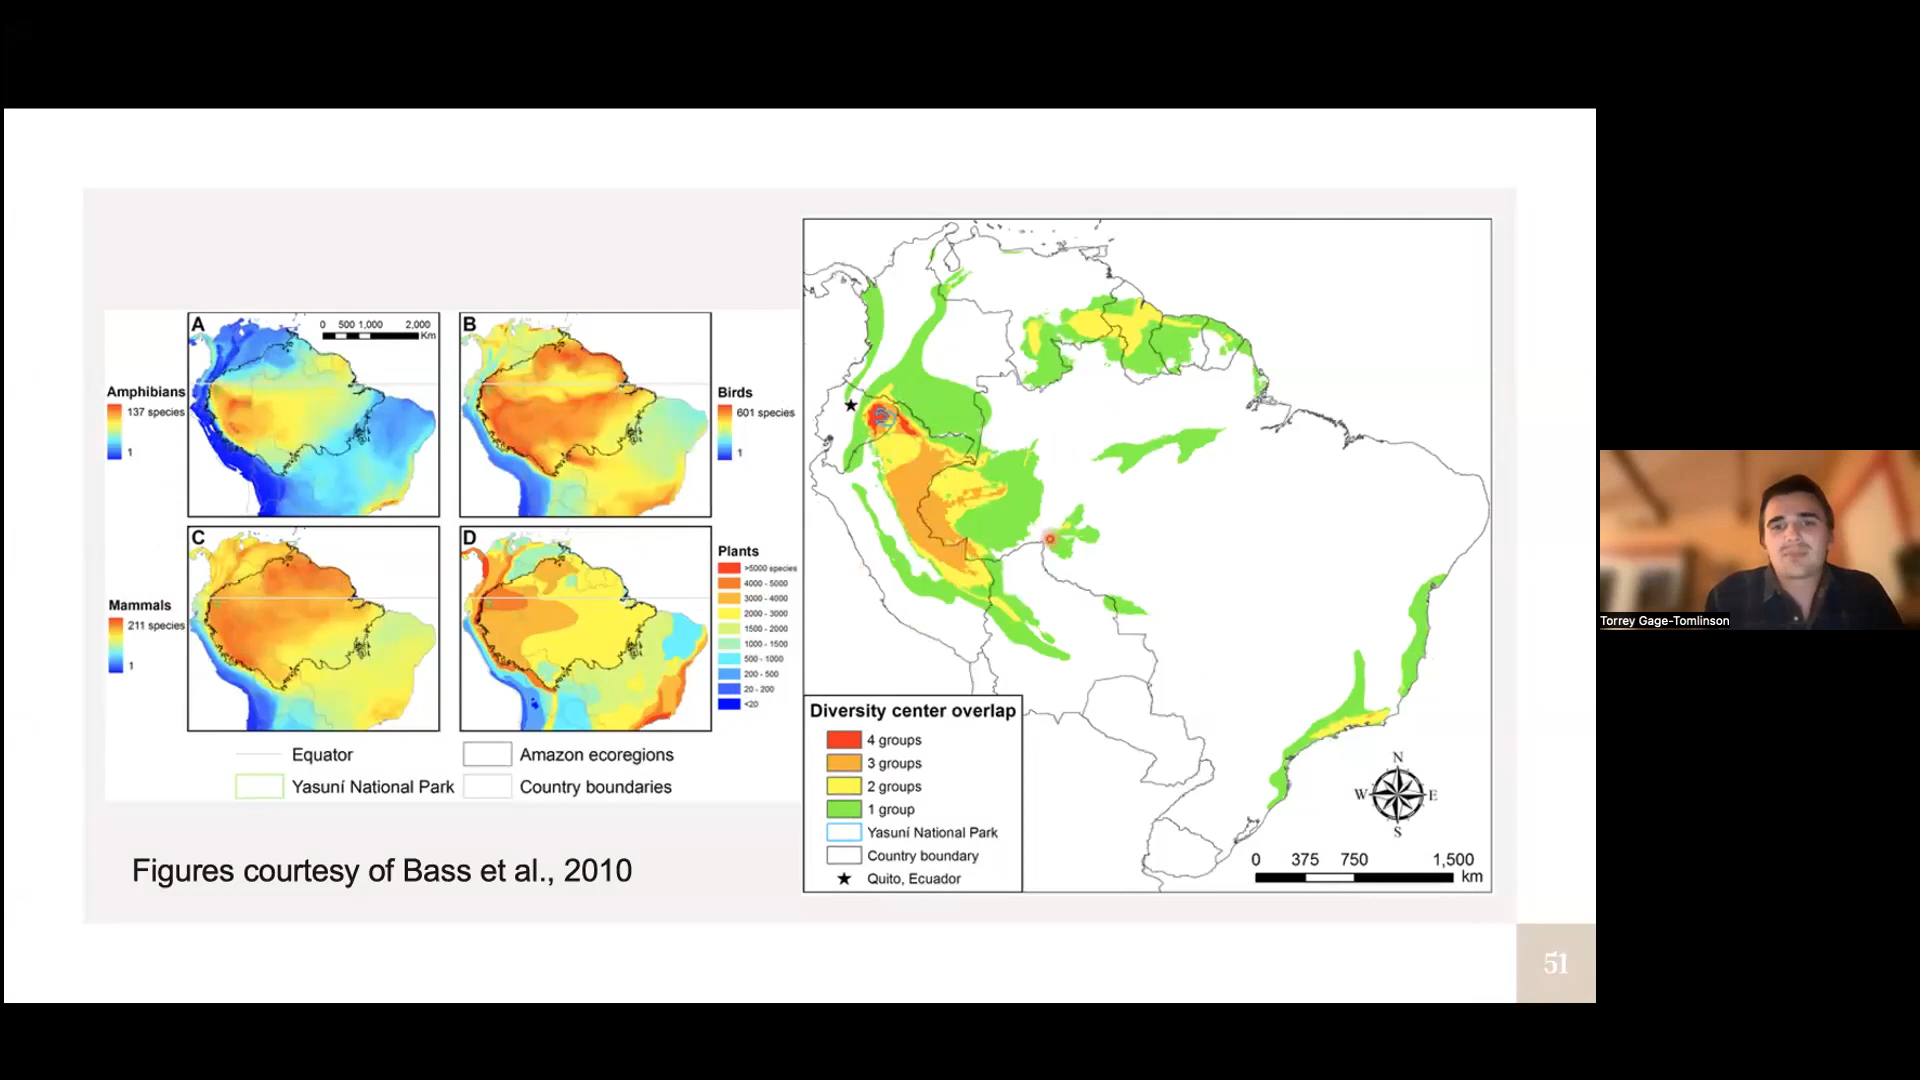 A
0 500 1,000 2,000
Km
Amphibians
137 species
1
B
Birds
601 species
1
C
Mammals
211 species
1
D
Plants
>5000 species
4000 - 5000
3000 - 4000
2000 - 3000
1500 - 2000
1000 - 1500
500 - 1000
200 - 500
20 - 200
<20
Equator
Amazon ecoregions
Yasuní National Park
Country boundaries
Figures courtesy of Bass et al., 2010
Diversity center overlap
4 groups
3 groups
2 groups
1 group
Yasuní National Park
Country boundary
Quito, Ecuador
N
W E
S
0 375 750 1,500
km
51
Torrey Gage-Tomlinson